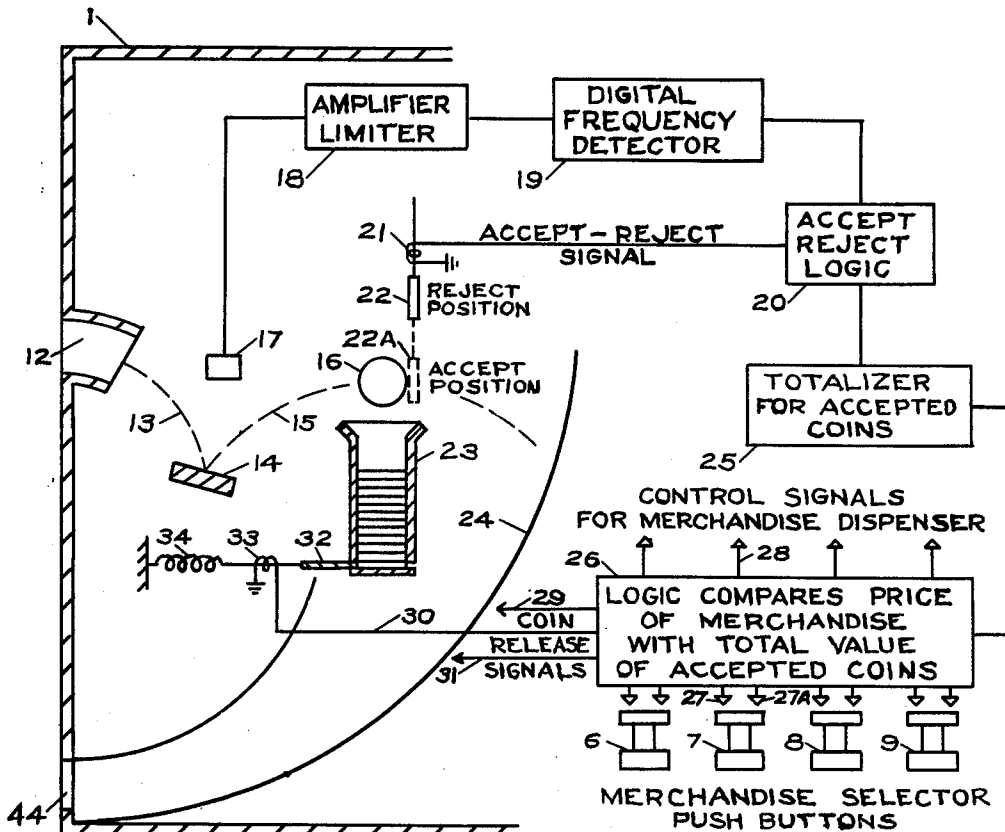 1
AMPLIFIER
LIMITER
18
DIGITAL
FREQUENCY
DETECTOR
19
21
ACCEPT-REJECT
SIGNAL
ACCEPT
REJECT
LOGIC
20
22
REJECT
POSITION
12
17
22A
16
ACCEPT
POSITION
13
15
14
23
TOTALIZER
FOR ACCEPTED
COINS
25
24
CONTROL SIGNALS
FOR MERCHANDISE DISPENSER
34
33
32
26
28
29
COIN
30
RELEASE
31
SIGNALS
LOGIC COMPARES PRICE
OF MERCHANDISE
WITH TOTAL VALUE
OF ACCEPTED COINS
27
27A
6
7
8
9
44
MERCHANDISE SELECTOR
PUSH BUTTONS